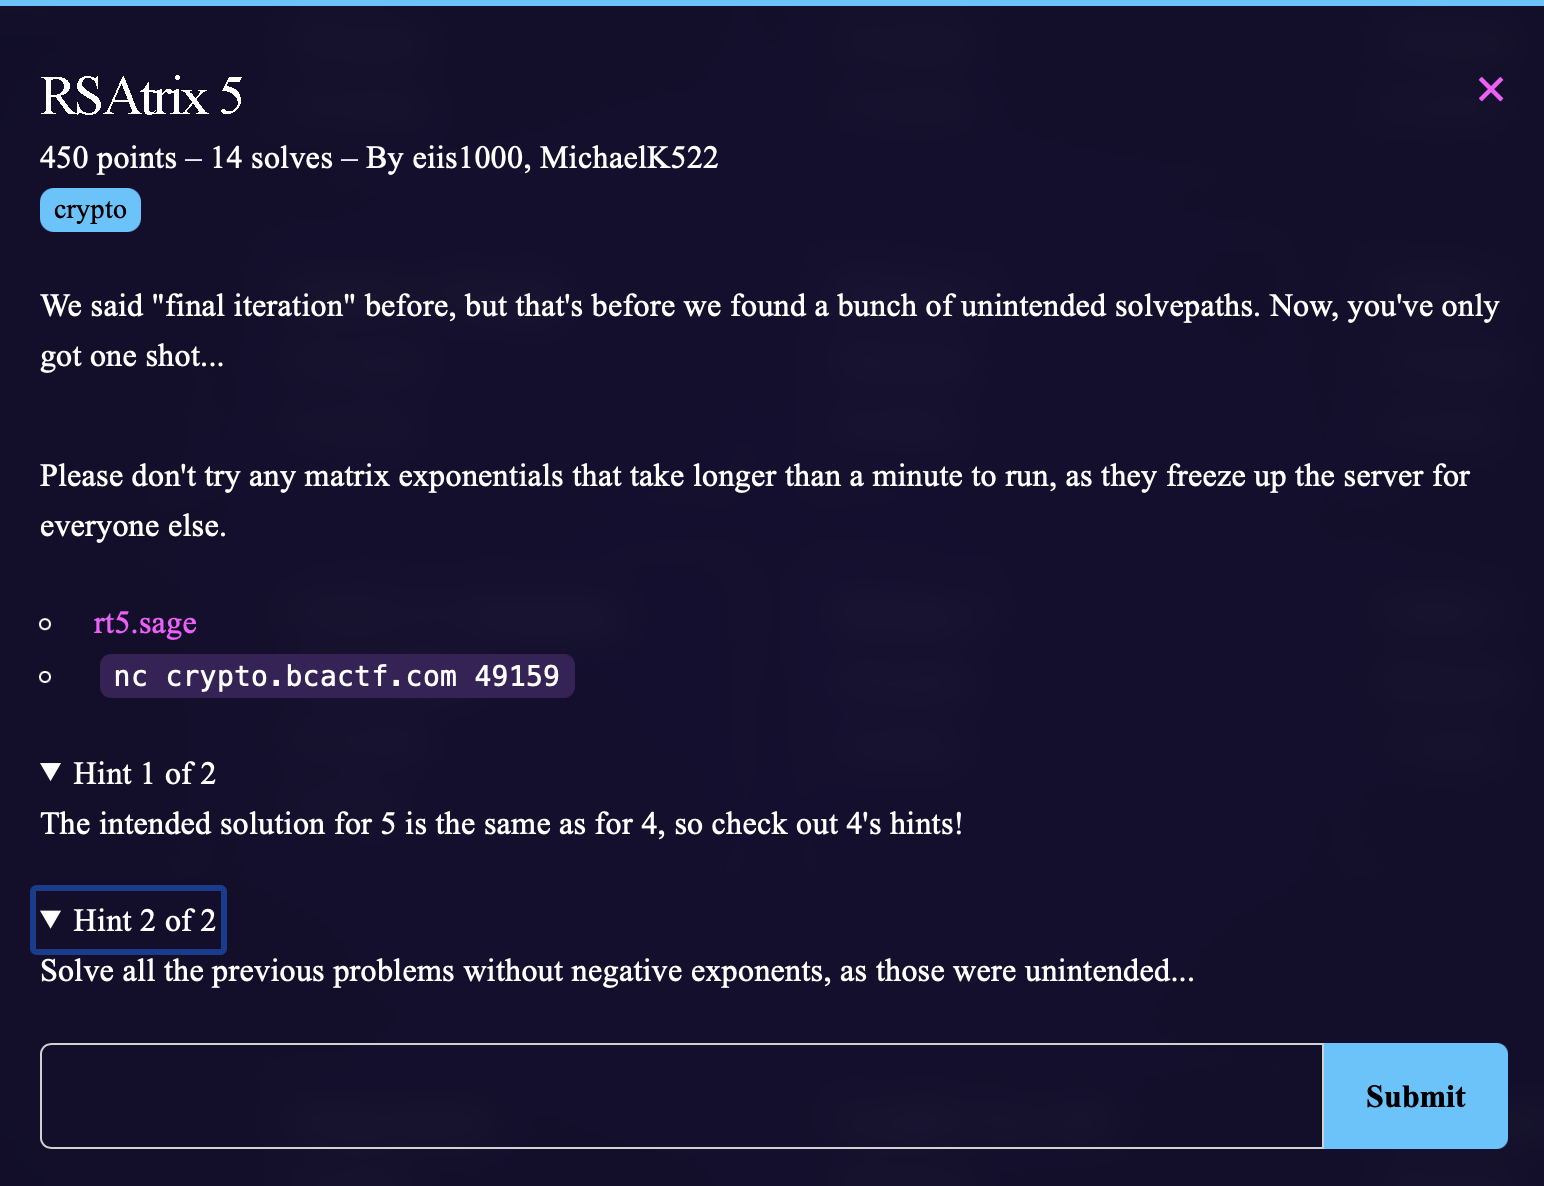 RSAtrix 5
450 points – 14 solves – By eiis1000, MichaelK522
crypto
We said "final iteration" before, but that's before we found a bunch of unintended solvepaths. Now, you've only
got one shot...
Please don't try any matrix exponentials that take longer than a minute to run, as they freeze up the server for
everyone else.
rt5.sage
nc crypto.bcactf.com 49159
Hint 1 of 2
The intended solution for 5 is the same as for 4, so check out 4's hints!
Hint 2 of 2
Solve all the previous problems without negative exponents, as those were unintended...
Submit